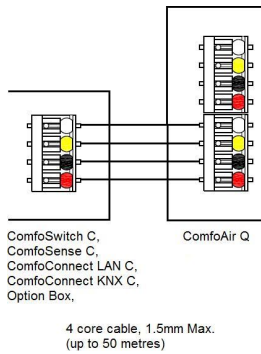 ComfoSwitch C,
ComfoSense C,
ComfoConnect LAN C,
ComfoConnect KNX C,
Option Box,
ComfoAir Q
4 core cable, 1.5mm Max.
(up to 50 metres)